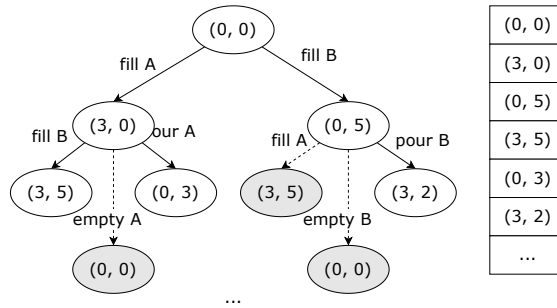 (0, 0)
fill A
fill B
(3, 0)
(0, 5)
fill B
our A
fill A
pour B
(3, 5)
(0, 3)
(3, 5)
(3, 2)
empty A
empty B
(0, 0)
(0, 0)
...
(0, 0)
(3, 0)
(0, 5)
(3, 5)
(0, 3)
(3, 2)
...